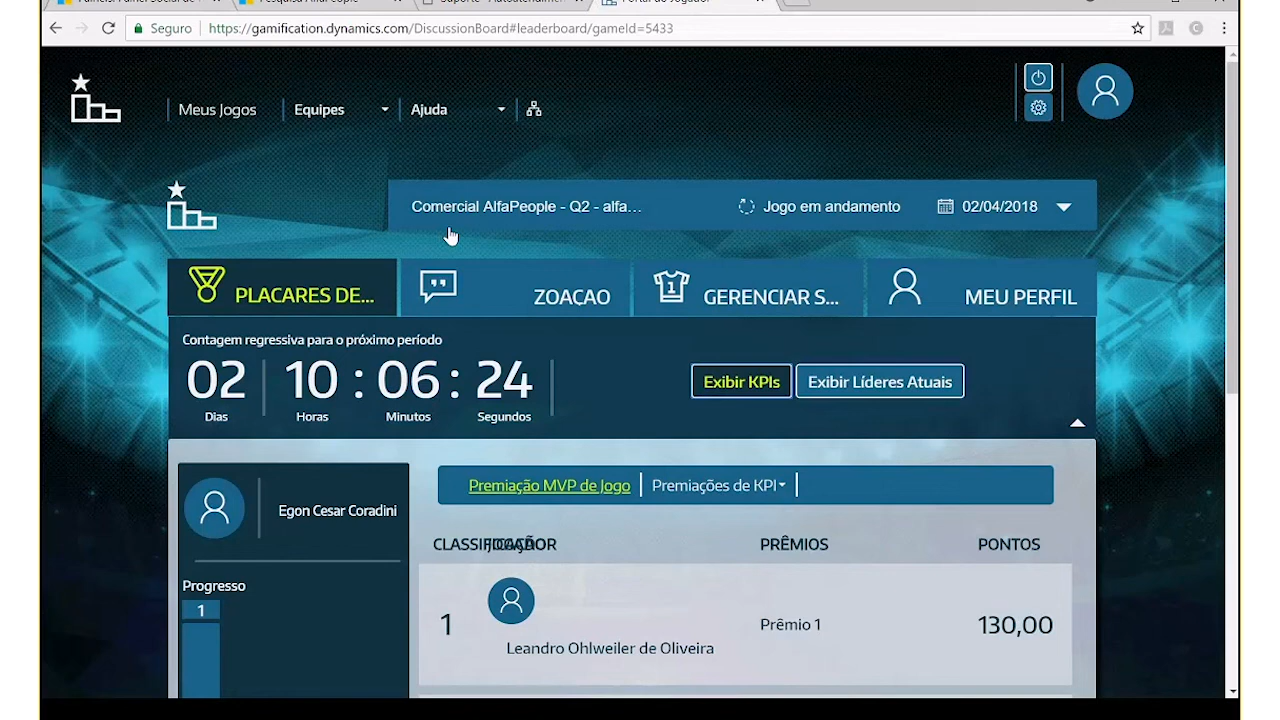 Seguro
https://gamification.dynamics.com/DiscussionBoard#leaderboard/gameId=5433
Meus Jogos
Equipes
Ajuda
Comercial AlfaPeople - Q2 - alfa...
Jogo em andamento
02/04/2018
PLACARES DE...
ZOAÇAO
GERENCIAR S...
MEU PERFIL
Contagem regressiva para o próximo período
02 10 : 06 : 24
Dias Horas Minutos Segundos
Exibir KPIs
Exibir Líderes Atuais
Egon Cesar Coradini
Progresso
1
Premiação MVP de Jogo
Premiações de KPI
PRÊMIOS
PONTOS
1
Leandro Ohlweiler de Oliveira
Prêmio 1
130,00